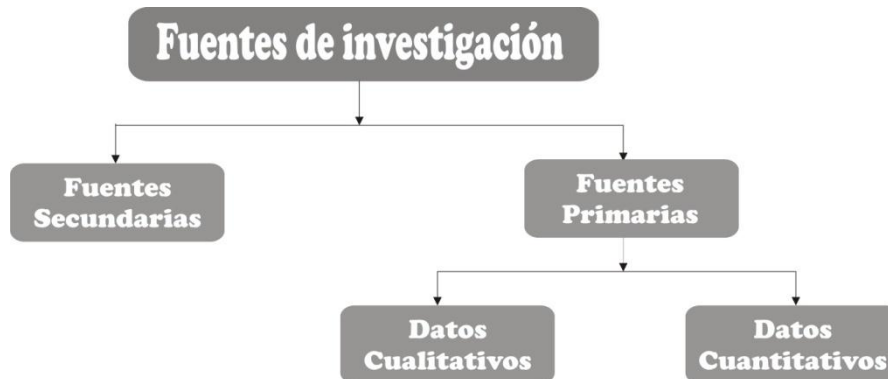 Fuentes de investigación
Fuentes
Secundarias
Fuentes
Primarias
Datos
Cualitativos
Datos
Cuantitativos